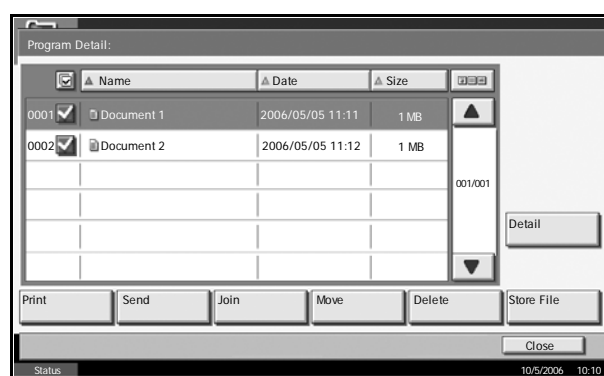 Program Detail:
Name Date Size
0001 Document 1 2006/05/05 11:11 1 MB
0002 Document 2 2006/05/05 11:12 1 MB
001/001
Detail
Print Send Join Move Delete Store File
Close
Status 10/5/2006 10:10